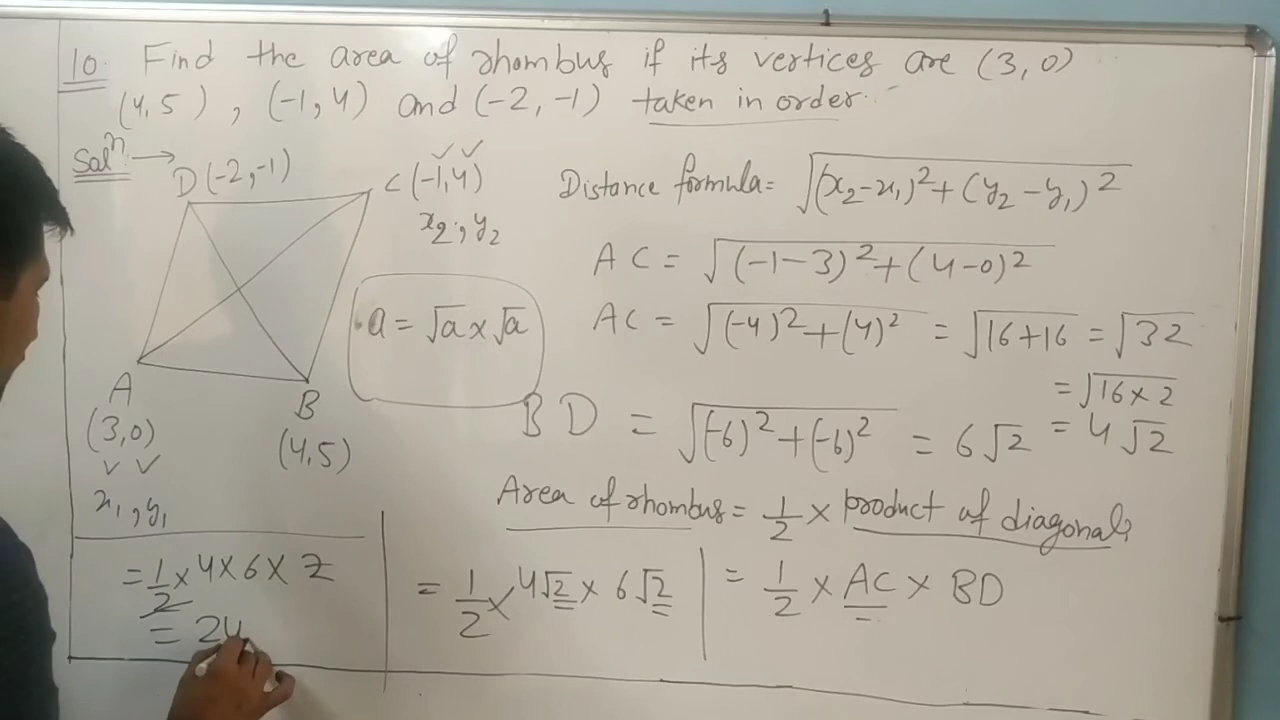 10. Find the area of rhombus if its vertices are (3, 0)
(4,5), (-1, 4) and (-2, -1) taken in order.
Solⁿ →
D(-2,-1)
C(-1,4)
x₂, y₂
A
(3,0)
x₁, y₁
B
(4,5)
a = √a × √a
Distance formula = √(x₂-x₁)²+(y₂-y₁)²
AC = √(-1-3)²+(4-0)²
AC = √(-4)²+(4)² = √16+16 = √32
= √16×2
= 4√2
BD = √(-6)²+(-6)² = 6√2
Area of rhombus = 1/2 × product of diagonals
= 1/2 × AC × BD
= 1/2 × 4√2 × 6√2
= 1/2 × 4×6×2
= 24